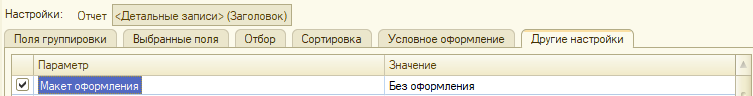 Настройки: Отчет <Детальные записи> (Заголовок)
Поля группировки Выбранные поля Отбор Сортировка Условное оформление Другие настройки
Параметр Значение
Макет оформления Без оформления